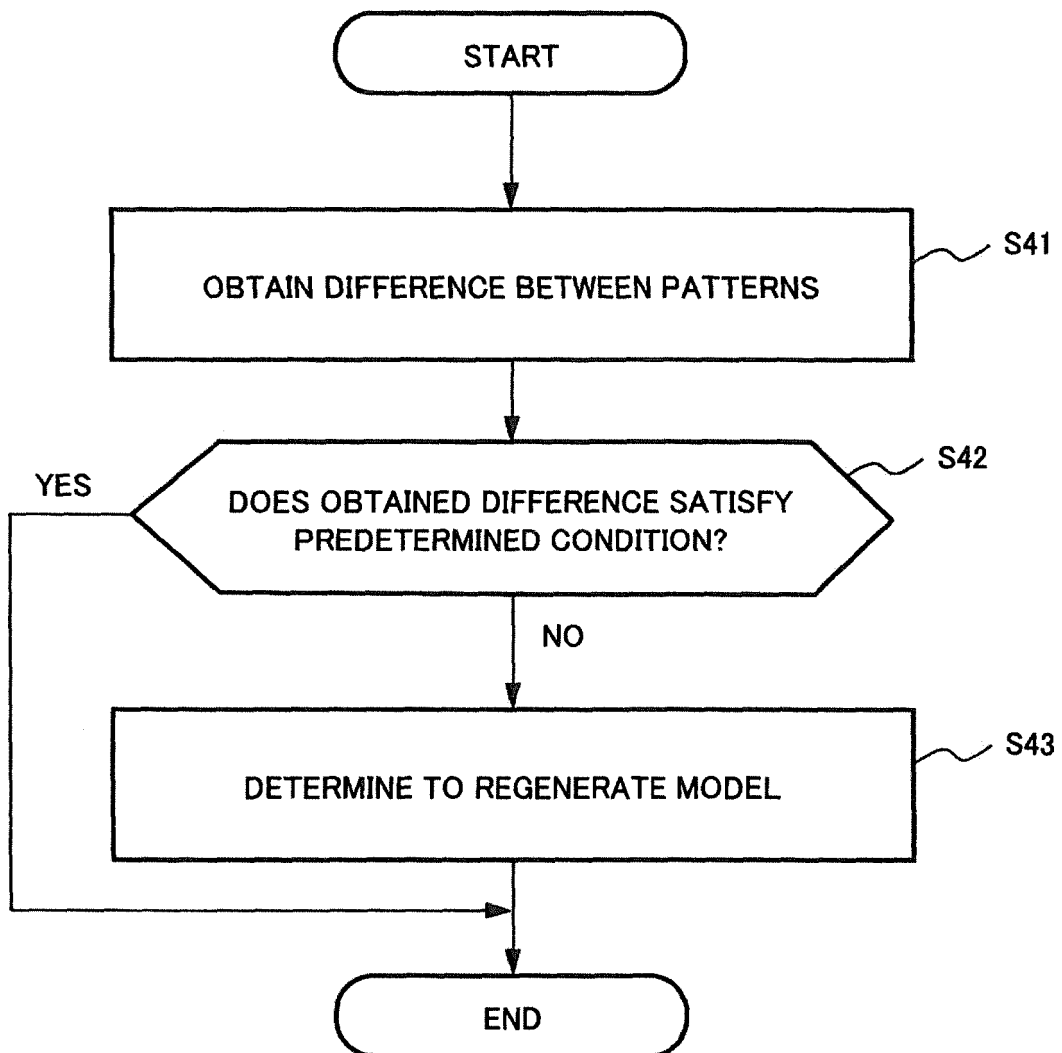 START
OBTAIN DIFFERENCE BETWEEN PATTERNS
S41
DOES OBTAINED DIFFERENCE SATISFY
PREDETERMINED CONDITION?
S42
YES
NO
DETERMINE TO REGENERATE MODEL
S43
END